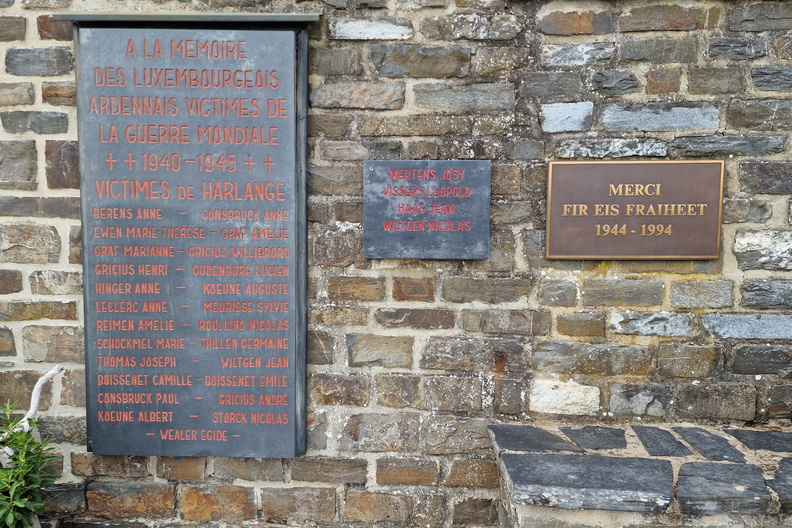 A LA MEMOIRE
DES LUXEMBOURGEOIS
ARDENNAIS VICTIMES DE
LA GUERRE MONDIALE
++1940-1945++
VICTIMES DE HARLANGE
BERENS ANNE - CONSBRUCK ANNE
EWEN MARIE THÉRÈSE - GRAF AMELIE
GRAF MARIANNE - GRICIUS WILLIBRORD
GRICIUS HENRI - GUDENBURG LUCIEN
HINGER ANNE - KOEUNE AUGUSTE
LECLERC ANNE - MEURISSE SYLVIE
REIMEN AMELIE - ROULLING NICOLAS
SCHOCKMEL MARIE - THILLEN GERMAINE
THOMAS JOSEPH - WILTGEN JEAN
BOISSENET CAMILLE - BOISSENET EMILE
CONSBRUCK PAUL - GRICIUS ANDRÉ
KOEUNE ALBERT - STORCK NICOLAS
- WEALER EGIDE -
MERTENS JOSY
VISSERS LEOPOLD
HAAS JEAN
WILTGEN NICOLAS
MERCI
FIR EIS FRAIHEET
1944 - 1994